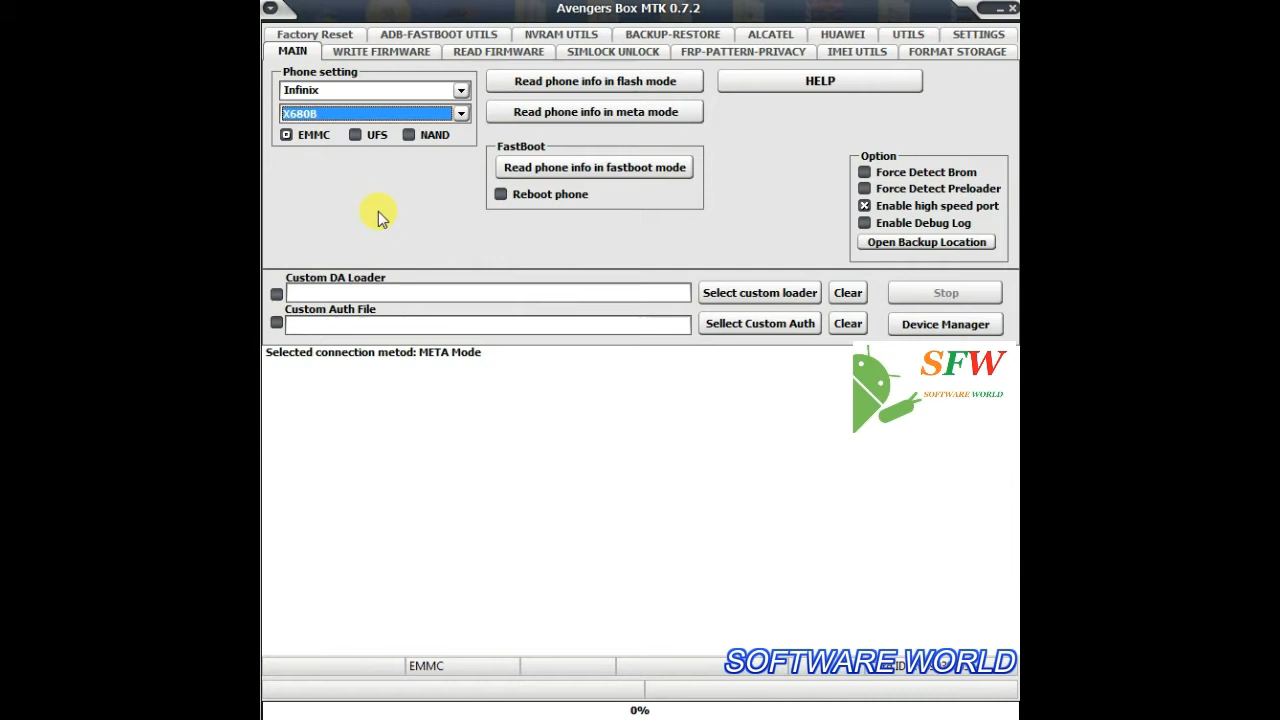 Avengers Box MTK 0.7.2
Factory Reset ADB-FASTBOOT UTILS NVRAM UTILS BACKUP-RESTORE ALCATEL HUAWEI UTILS SETTINGS
MAIN WRITE FIRMWARE READ FIRMWARE SIMLOCK UNLOCK FRP-PATTERN-PRIVACY IMEI UTILS FORMAT STORAGE
Phone setting
Infinix
X680B
EMMC UFS NAND
Read phone info in flash mode
Read phone info in meta mode
FastBoot
Read phone info in fastboot mode
Reboot phone
HELP
Option
Force Detect Brom
Force Detect Preloader
Enable high speed port
Enable Debug Log
Open Backup Location
Custom DA Loader
Select custom loader Clear Stop
Custom Auth File
Sellect Custom Auth Clear Device Manager
Selected connection metod: META Mode
SFW
SOFTWARE WORLD
EMMC
SOFTWARE WORLD
0%